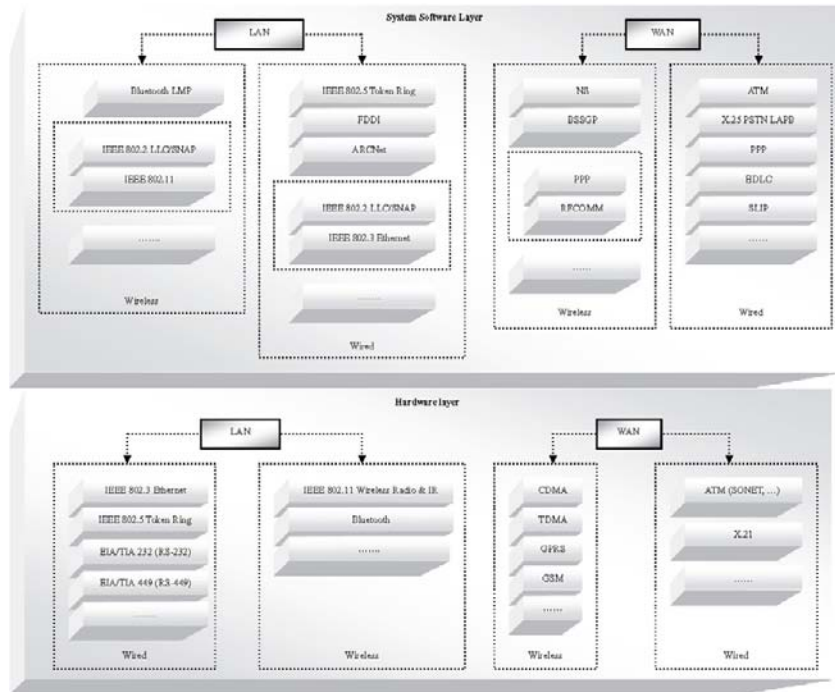 System Software Layer
LAN
WAN
Bluetooth LMP
IEEE 802.2 LLC/SNAP
IEEE 802.11
.......
Wireless
IEEE 802.5 Token Ring
FDDI
ARCNet
IEEE 802.2 LLC/SNAP
IEEE 802.3 Ethernet
.......
Wired
NS
BSSGP
PPP
RFCOMM
......
Wireless
ATM
X.25 PSTN LAPB
PPP
HDLC
SLIP
......
Wired
Hardware layer
LAN
WAN
IEEE 802.3 Ethernet
IEEE 802.5 Token Ring
EIA/TIA 232 (RS-232)
EIA/TIA 449 (RS-449)
.......
Wired
IEEE 802.11 Wireless Radio & IR
Bluetooth
.......
Wireless
CDMA
TDMA
GPRS
GSM
......
Wireless
ATM (SONET, ...)
X.21
......
Wired